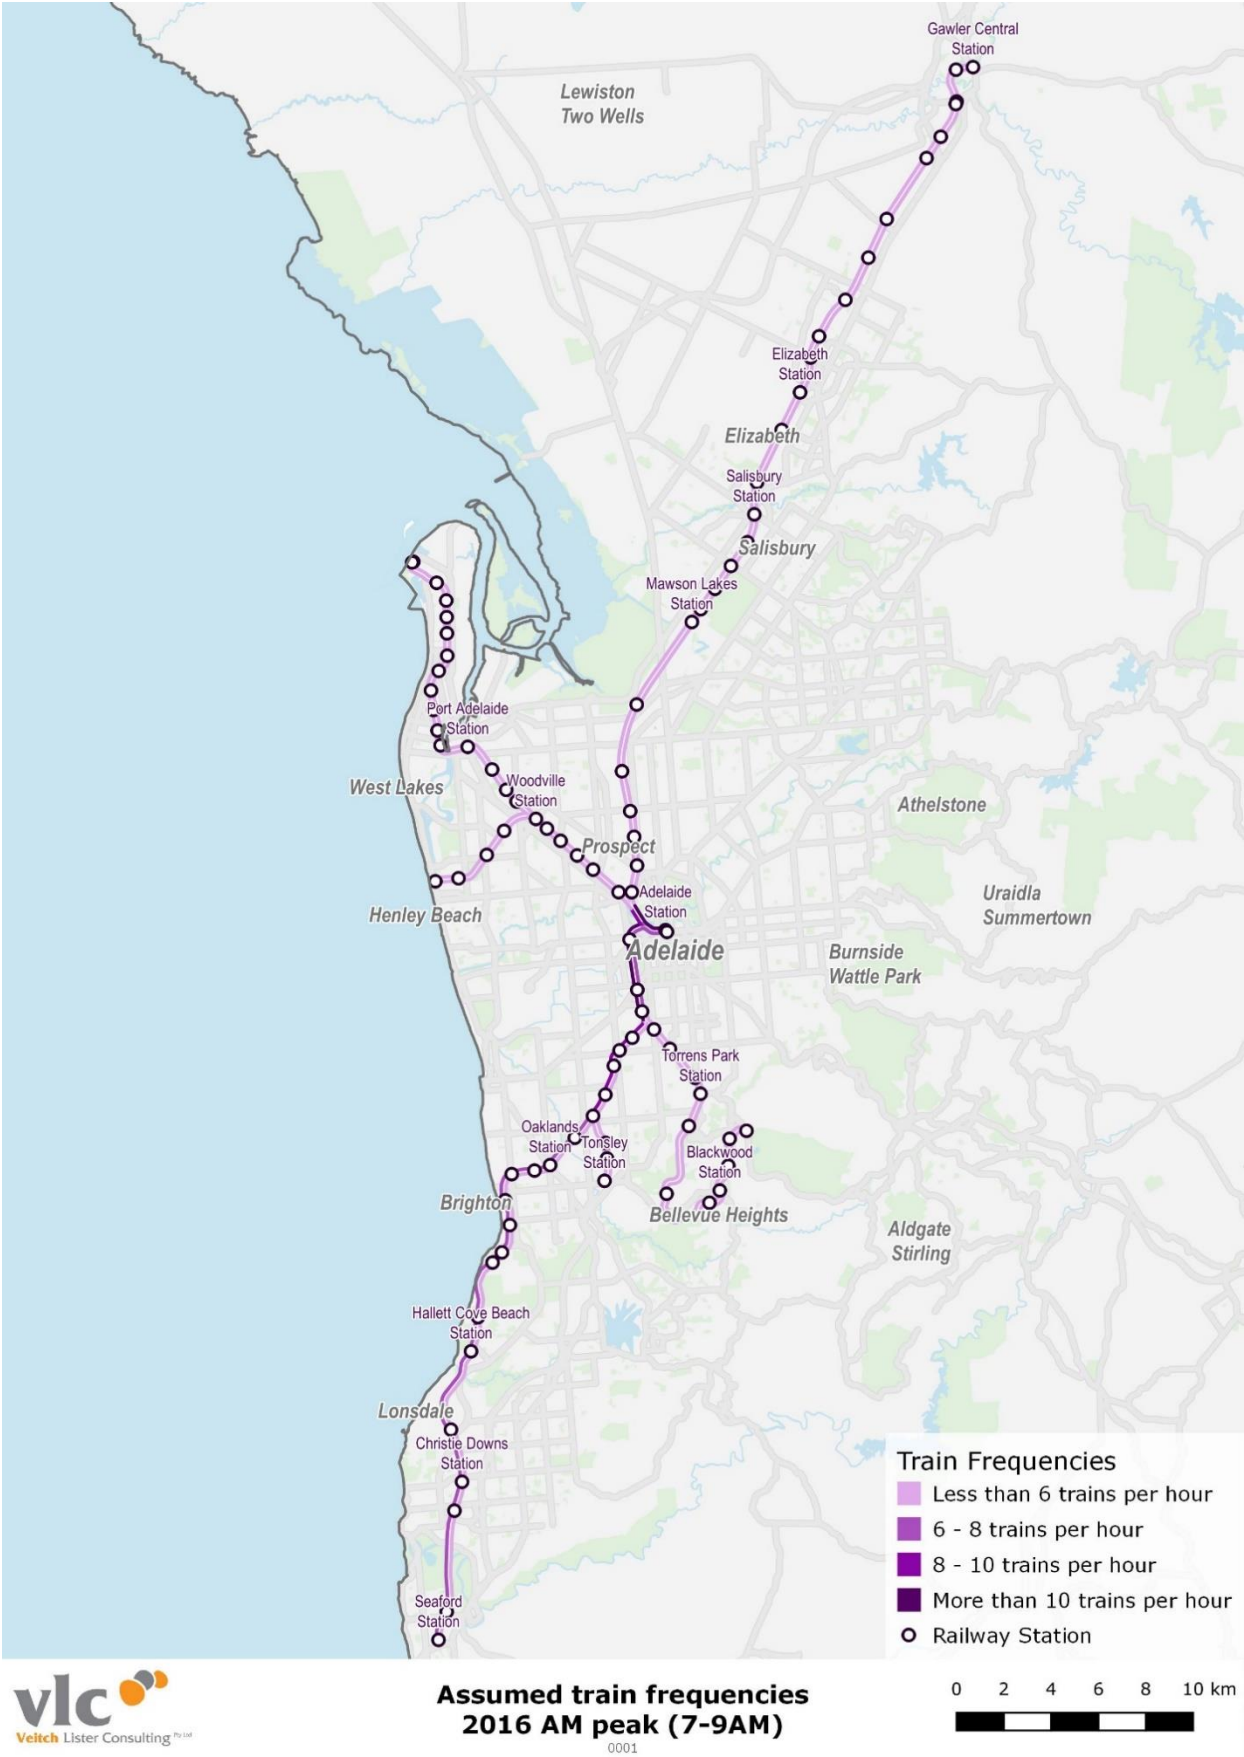 Gawler Central
Station
Lewiston
Two Wells
Elizabeth
Station
Elizabeth
Salisbury
Station
Salisbury
Mawson Lakes
Station
Port Adelaide
Station
West Lakes
Woodville
Station
Athelstone
Prospect
Henley Beach
Adelaide
Station
Uraidla
Summertown
Adelaide
Burnside
Wattle Park
Torrens Park
Station
Oaklands
Station
Tonsley
Station
Blackwood
Station
Brighton
Bellevue Heights
Aldgate
Stirling
Hallett Cove Beach
Station
Lonsdale
Christie Downs
Station
Seaford
Station
Train Frequencies
Less than 6 trains per hour
6 - 8 trains per hour
8 - 10 trains per hour
More than 10 trains per hour
Railway Station
vlc
Veitch Lister Consulting Pty Ltd
Assumed train frequencies
2016 AM peak (7-9AM)
0001
0 2 4 6 8 10 km